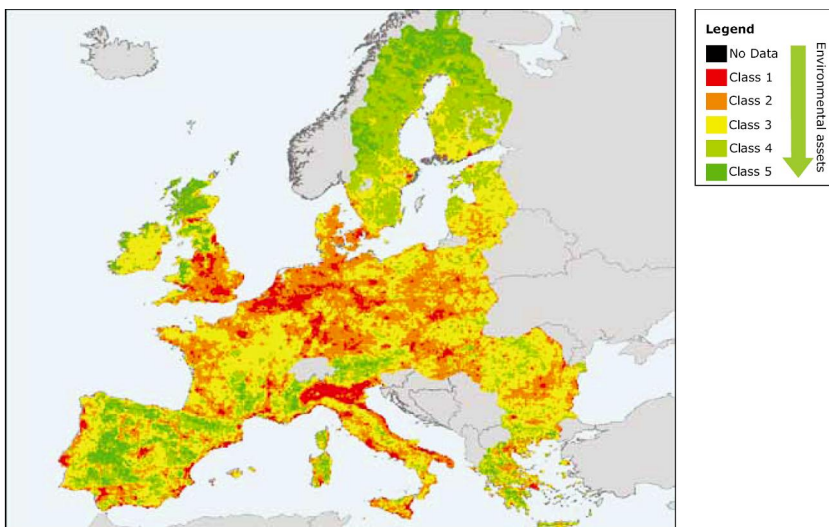 Legend
No Data
Class 1
Class 2
Class 3
Class 4
Class 5
Environmental assets